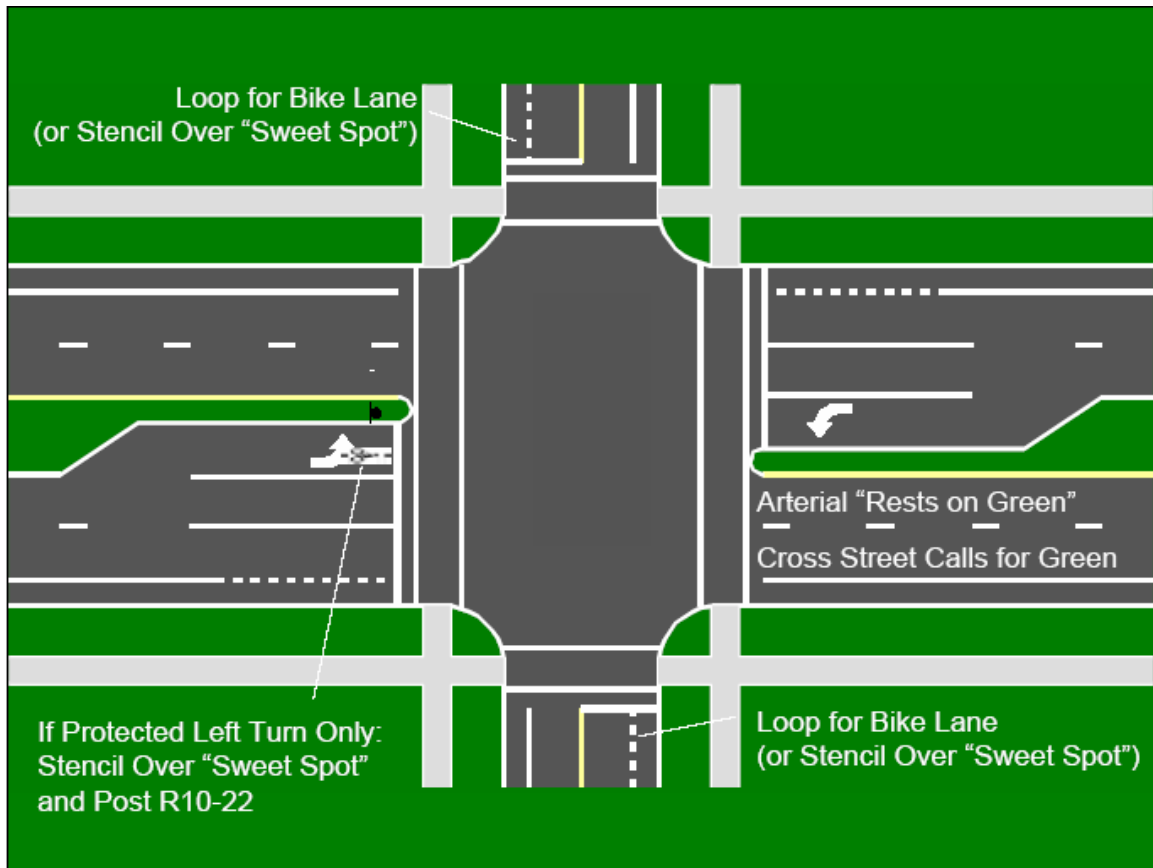 Loop for Bike Lane
(or Stencil Over “Sweet Spot”)
Arterial “Rests on Green”
Cross Street Calls for Green
If Protected Left Turn Only:
Stencil Over “Sweet Spot”
and Post R10-22
Loop for Bike Lane
(or Stencil Over “Sweet Spot”)